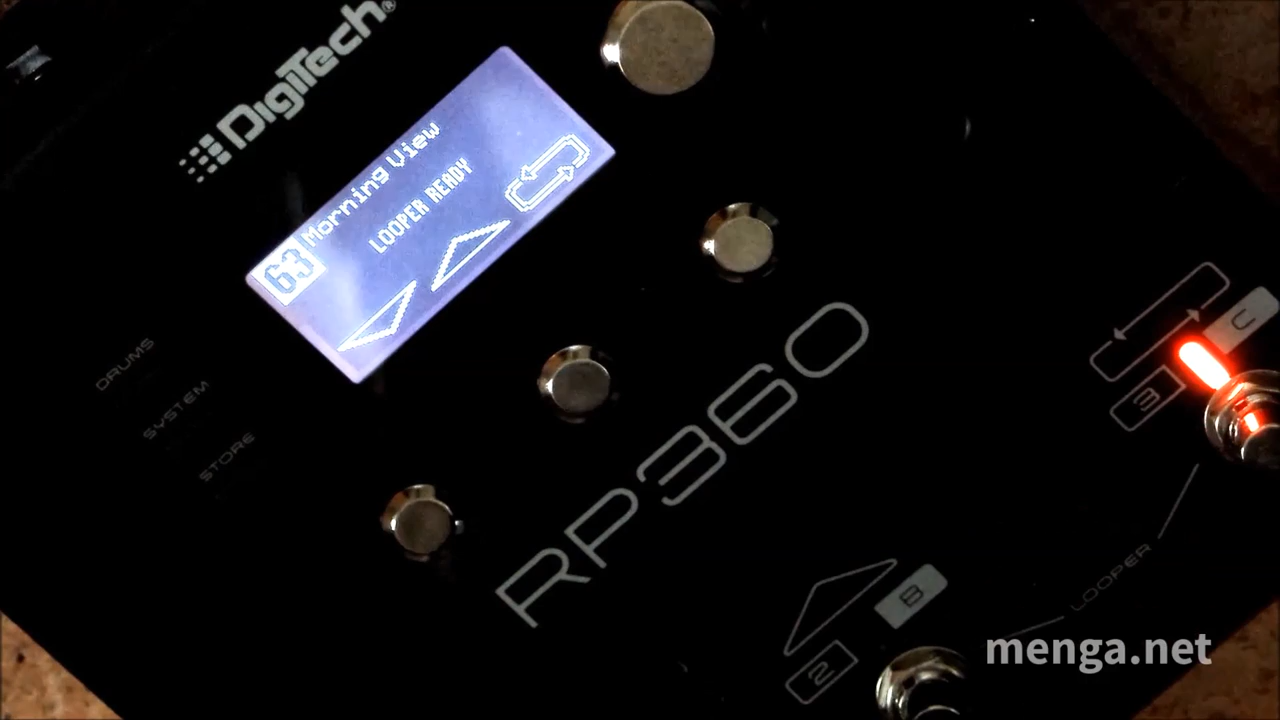 DigiTech®
63 Morning View
LOOPER READY
DRUMS
SYSTEM
STORE
RP360
C
3
B
2
LOOPER
menga.net